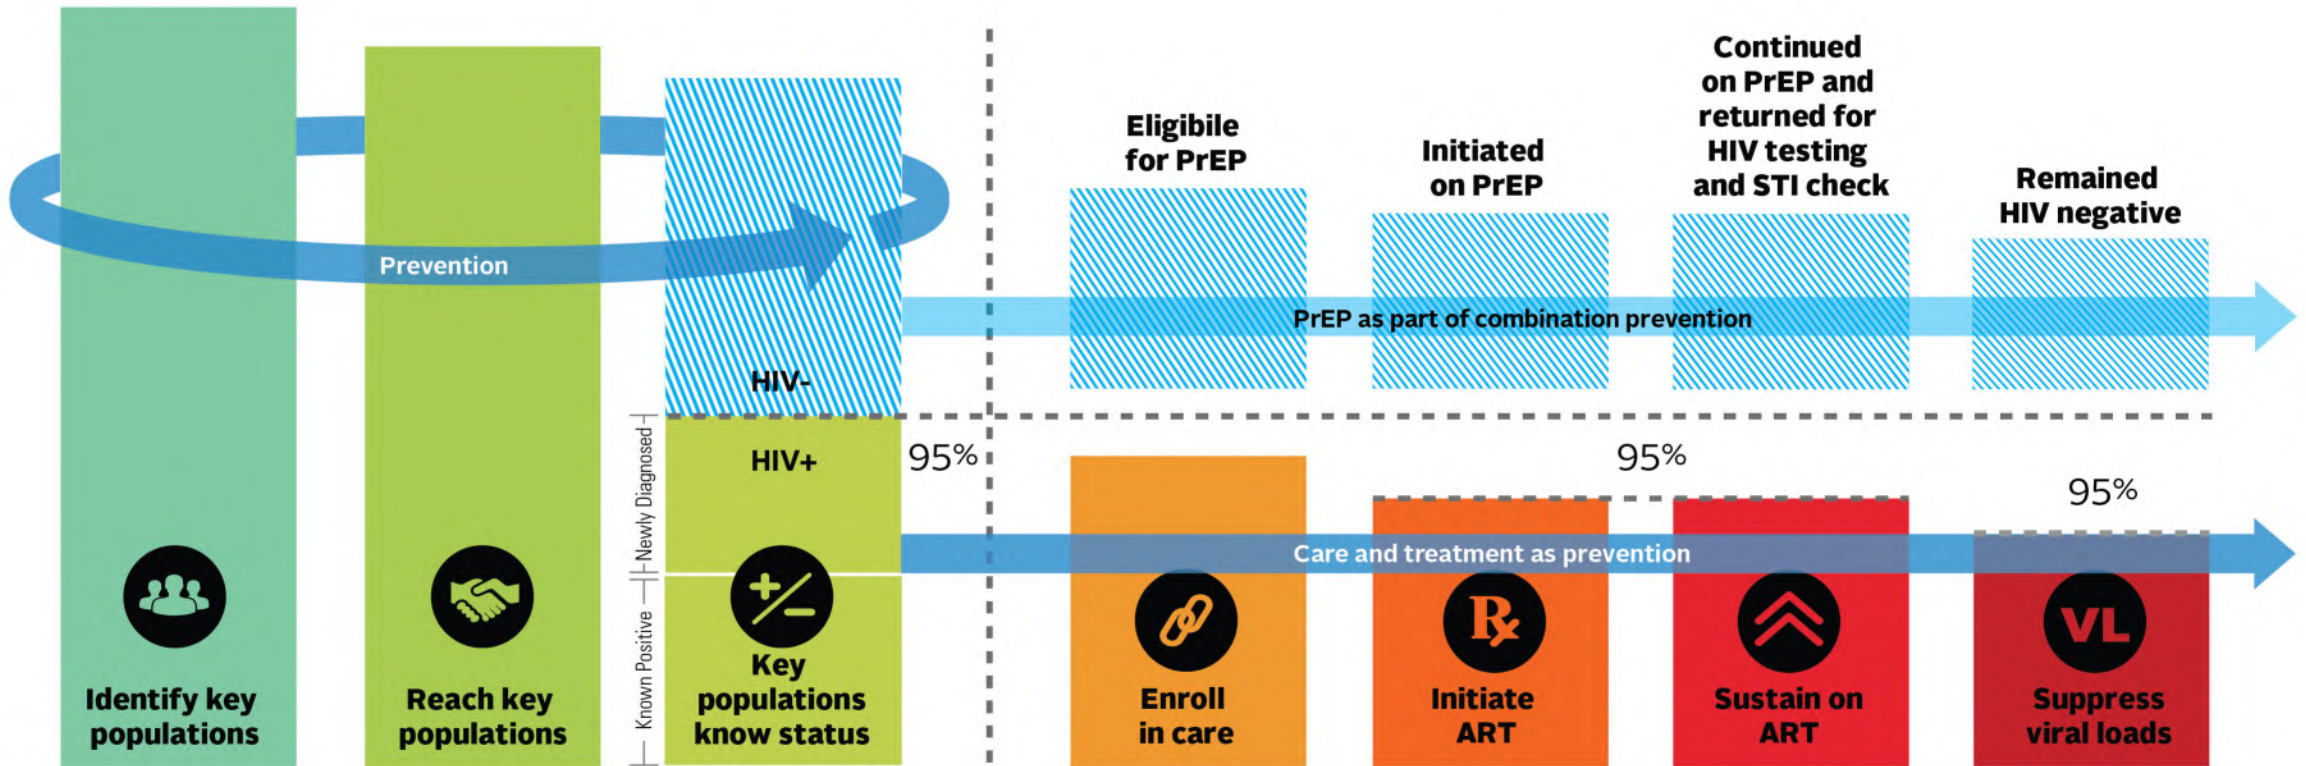 Prevention
HIV-
HIV+
95%
Newly Diagnosed
Known Positive
Identify key
populations
Reach key
populations
Key
populations
know status
Eligibile
for PrEP
Initiated
on PrEP
Continued
on PrEP and
returned for
HIV testing
and STI check
Remained
HIV negative
PrEP as part of combination prevention
95%
95%
Care and treatment as prevention
Enroll
in care
Rx
Initiate
ART
Sustain on
ART
VL
Suppress
viral loads